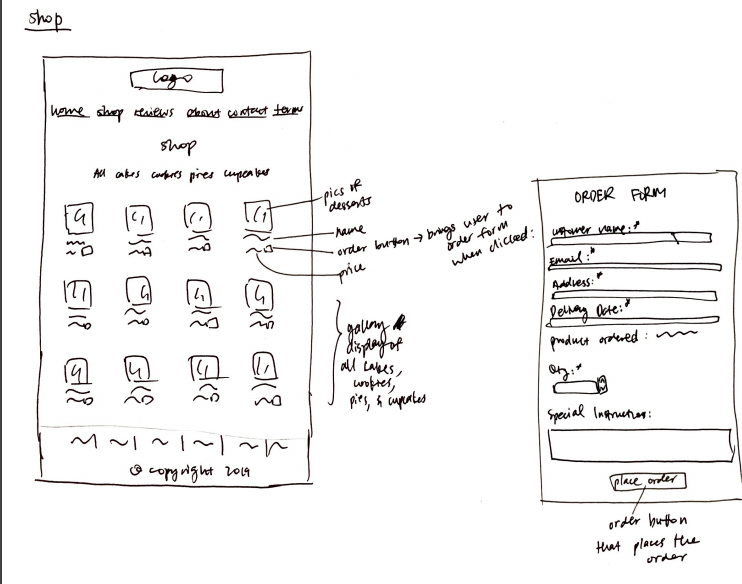 shop
Logo
home shop reviews about contact terms
shop
All cakes cookies pies cupcakes
pics of
desserts
name
order button → brings user to
order form
when clicked:
price
gallery
display of
all cakes,
cookies,
pies, & cupcakes
© copyright 2019
ORDER FORM
customer name:*
Email:*
Address:*
Delivery Date:*
product ordered:
Qty:*
Special Instructions:
place order
order button
that places the
order